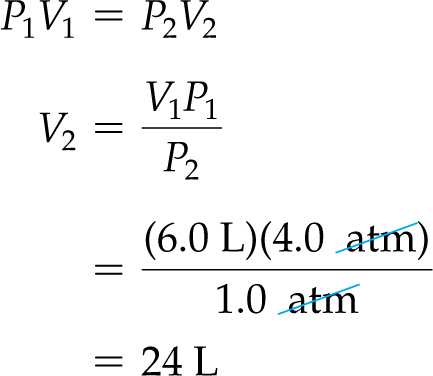 P₁V₁ = P₂V₂
V₂ = V₁P₁ / P₂
= (6.0 L)(4.0 atm) / 1.0 atm
= 24 L